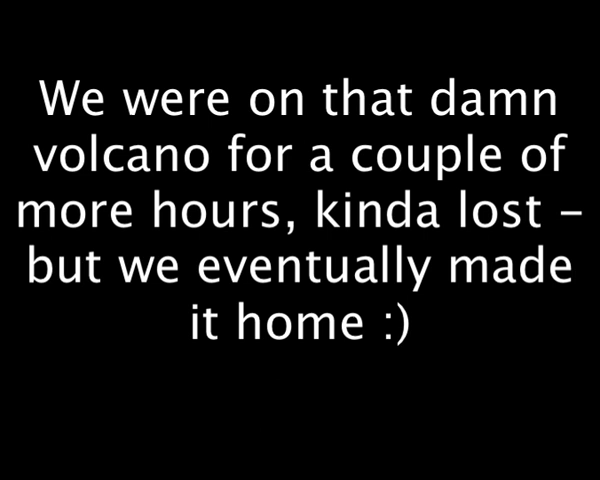 We were on that damn
volcano for a couple of
more hours, kinda lost –
but we eventually made
it home :)